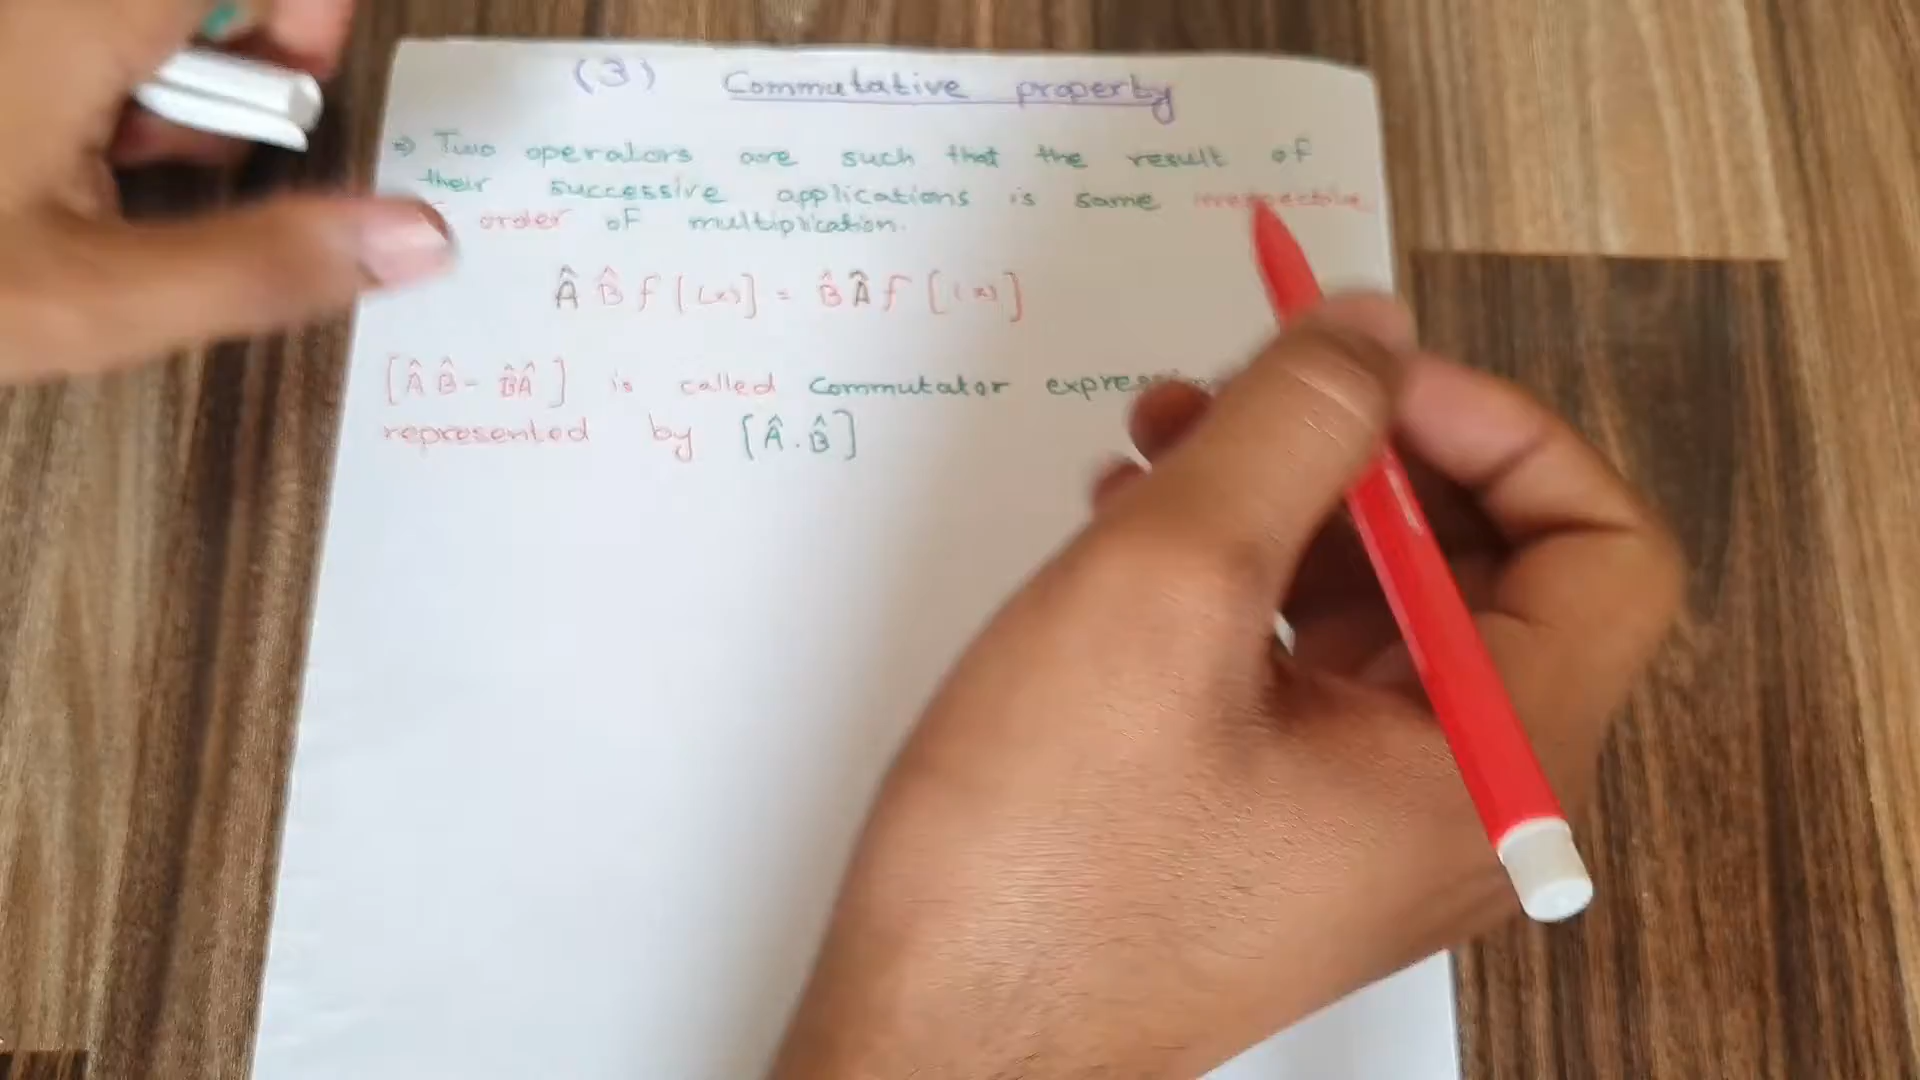 (3) Commutative property
⇒ Two operators are such that the result of
their successive applications is same irrespective
order of multiplication.
Â B̂ f [(x)] = B̂ Â f [(x)]
[Â B̂ - B̂Â] is called Commutator
represented by [Â . B̂]